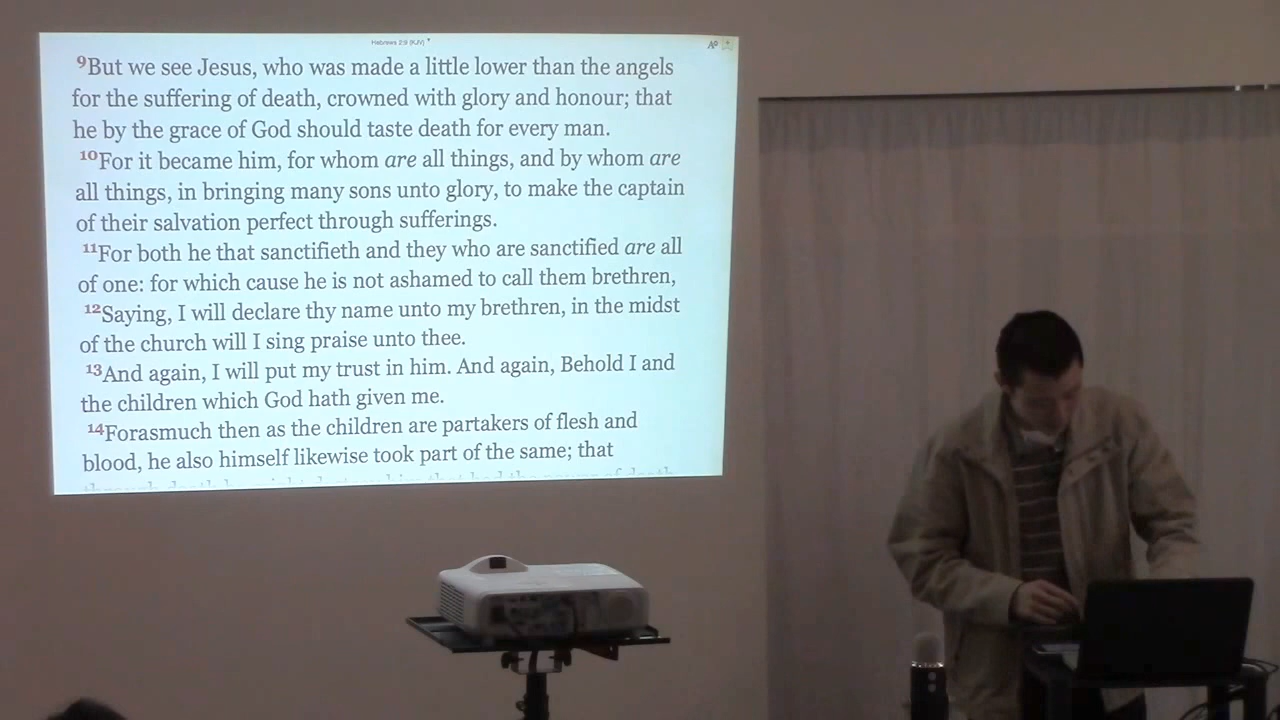 Hebrews 2:9 (KJV)
9But we see Jesus, who was made a little lower than the angels
for the suffering of death, crowned with glory and honour; that
he by the grace of God should taste death for every man.
10For it became him, for whom are all things, and by whom are
all things, in bringing many sons unto glory, to make the captain
of their salvation perfect through sufferings.
11For both he that sanctifieth and they who are sanctified are all
of one: for which cause he is not ashamed to call them brethren,
12Saying, I will declare thy name unto my brethren, in the midst
of the church will I sing praise unto thee.
13And again, I will put my trust in him. And again, Behold I and
the children which God hath given me.
14Forasmuch then as the children are partakers of flesh and
blood, he also himself likewise took part of the same; that